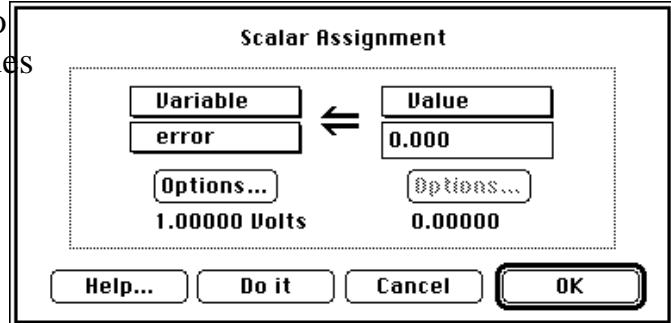 Scalar Assignment
Variable Value
error ⇐ 0.000
Options... Options...
1.00000 Volts 0.00000
Help... Do it Cancel OK